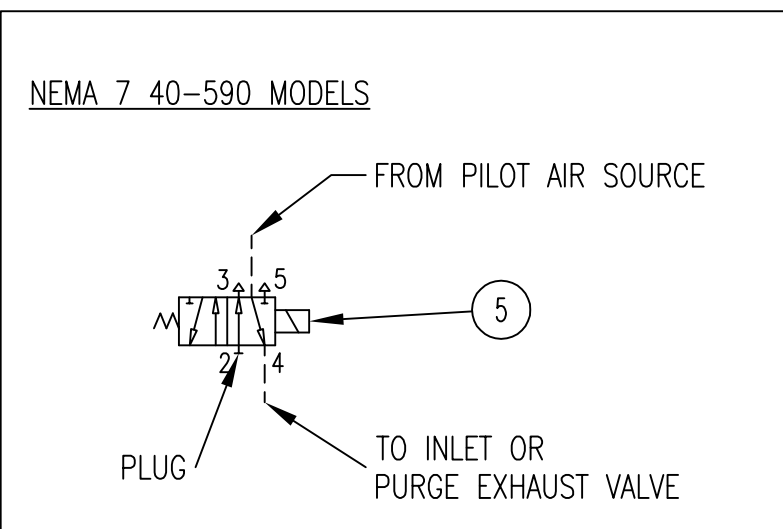 NEMA 7 40-590 MODELS
FROM PILOT AIR SOURCE
3 5
5
2 4
PLUG
TO INLET OR
PURGE EXHAUST VALVE